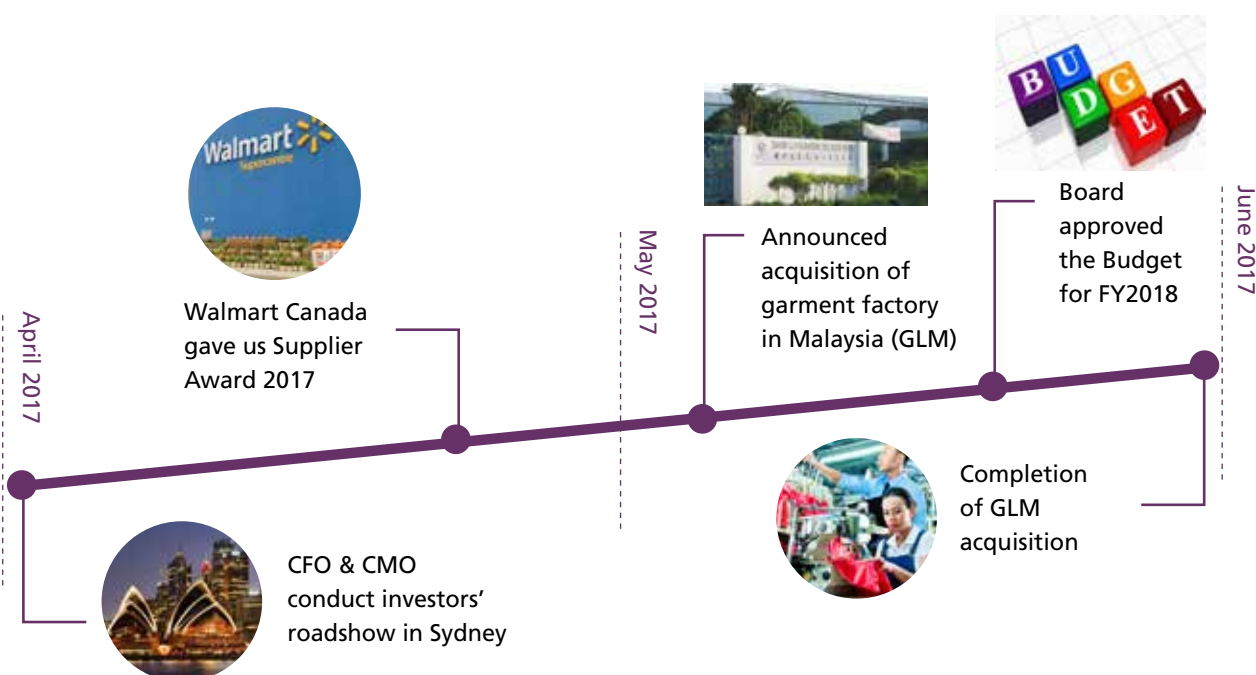 April 2017
Walmart
Supercentre
Walmart Canada
gave us Supplier
Award 2017
CFO & CMO
conduct investors’
roadshow in Sydney
May 2017
Announced
acquisition of
garment factory
in Malaysia (GLM)
BUDGET
Board
approved
the Budget
for FY2018
Completion
of GLM
acquisition
June 2017